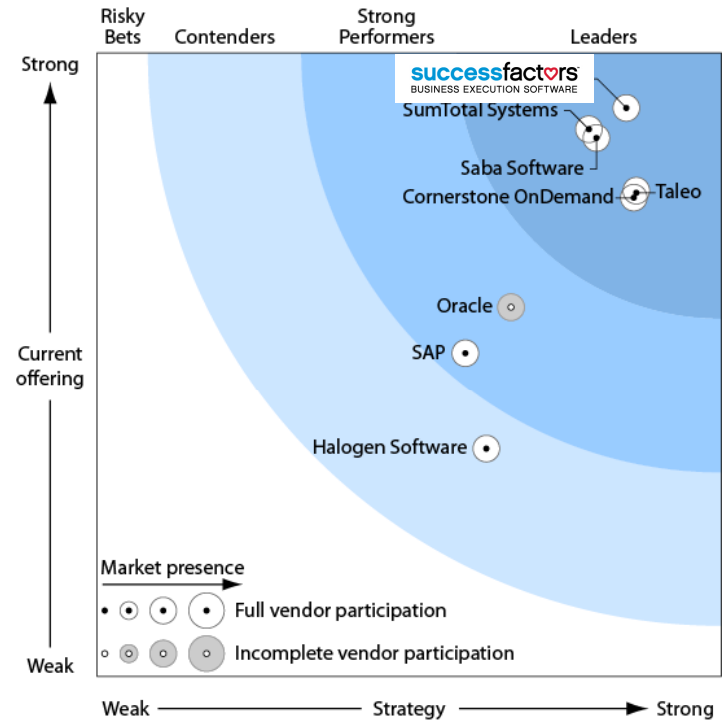 Risky
Bets
Contenders
Strong
Performers
Leaders
Strong
successfactors™
BUSINESS EXECUTION SOFTWARE
SumTotal Systems
Saba Software
Cornerstone OnDemand
Taleo
Oracle
Current
offering
SAP
Halogen Software
Market presence
Full vendor participation
Incomplete vendor participation
Weak
Weak
Strategy
Strong